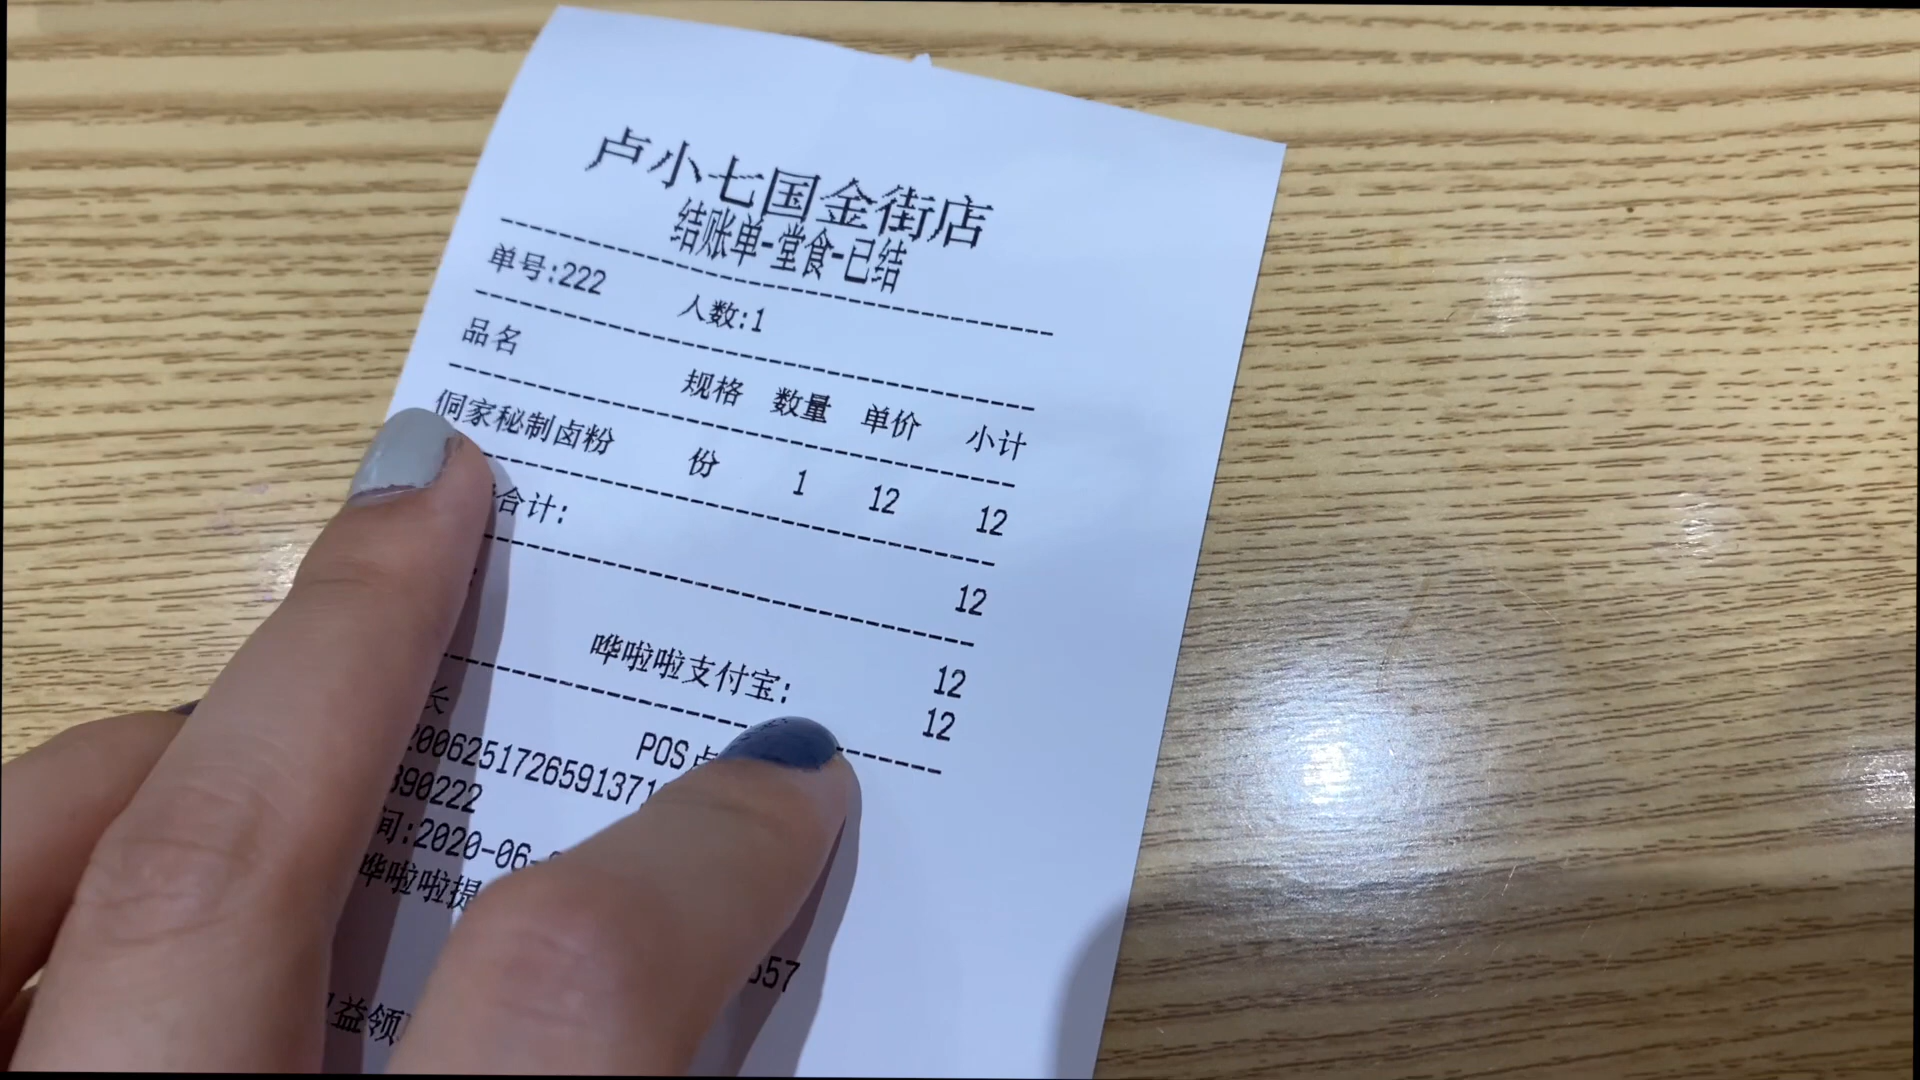 卢小七国金街店
结账单-堂食-已结
单号:222 人数:1
品名 规格 数量 单价 小计
侗家秘制卤粉 份 1 12 12
合计: 12
12
哗啦啦支付宝: 12
长 POS
2006251726591371
390222
间:2020-06-
哗啦啦提
557
益领